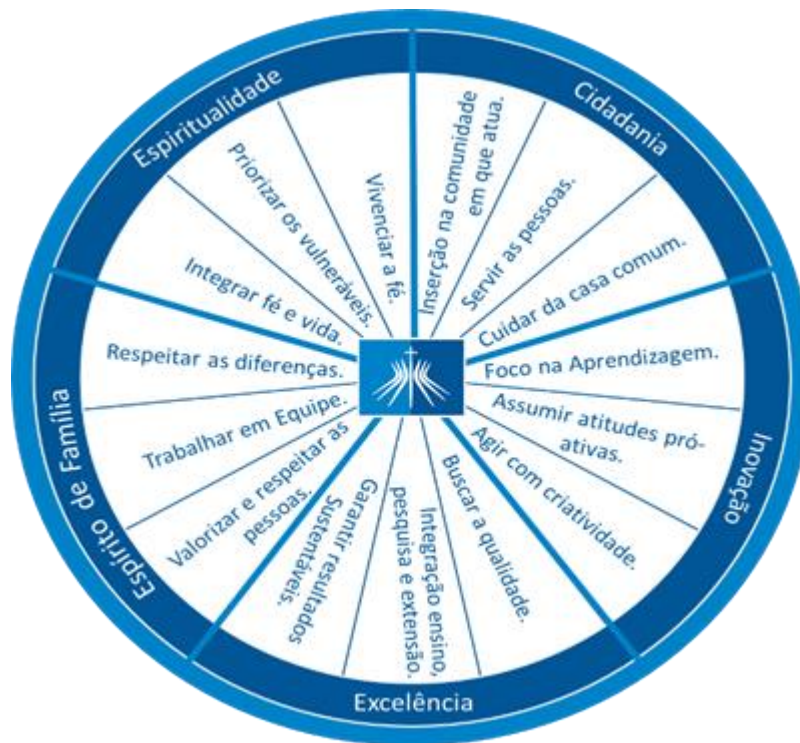 Espiritualidade
Priorizar os vulneráveis.
Vivenciar a fé.
Integrar fé e vida.
Cidadania
Inserção na comunidade
em que atua.
Servir as pessoas.
Cuidar da casa comum.
Inovação
Foco na Aprendizagem.
Assumir atitudes pró-
ativas.
Agir com criatividade.
Excelência
Buscar a qualidade.
Integração ensino,
pesquisa e extensão.
Garantir resultados
Sustentáveis.
Espírito de Família
Valorizar e respeitar as
pessoas.
Trabalhar em Equipe.
Respeitar as diferenças.